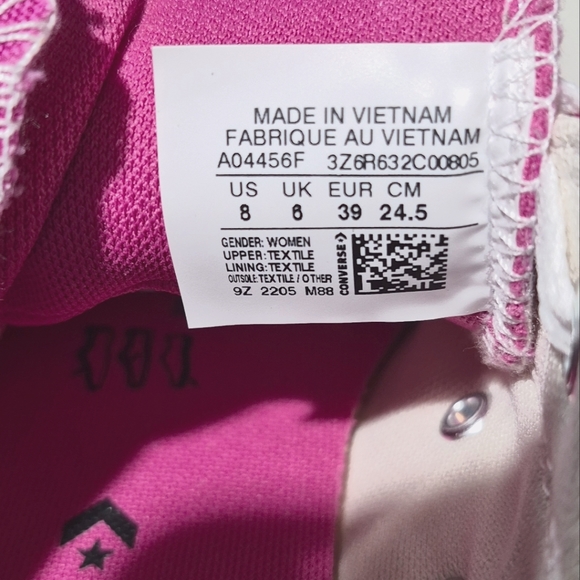 MADE IN VIETNAM
FABRIQUE AU VIETNAM
A04456F 3Z6R632C00805
US UK EUR CM
8 6 39 24.5
GENDER: WOMEN
UPPER: TEXTILE
LINING: TEXTILE
OUTSOLE: TEXTILE / OTHER
9Z 2205 M88
CONVERSE